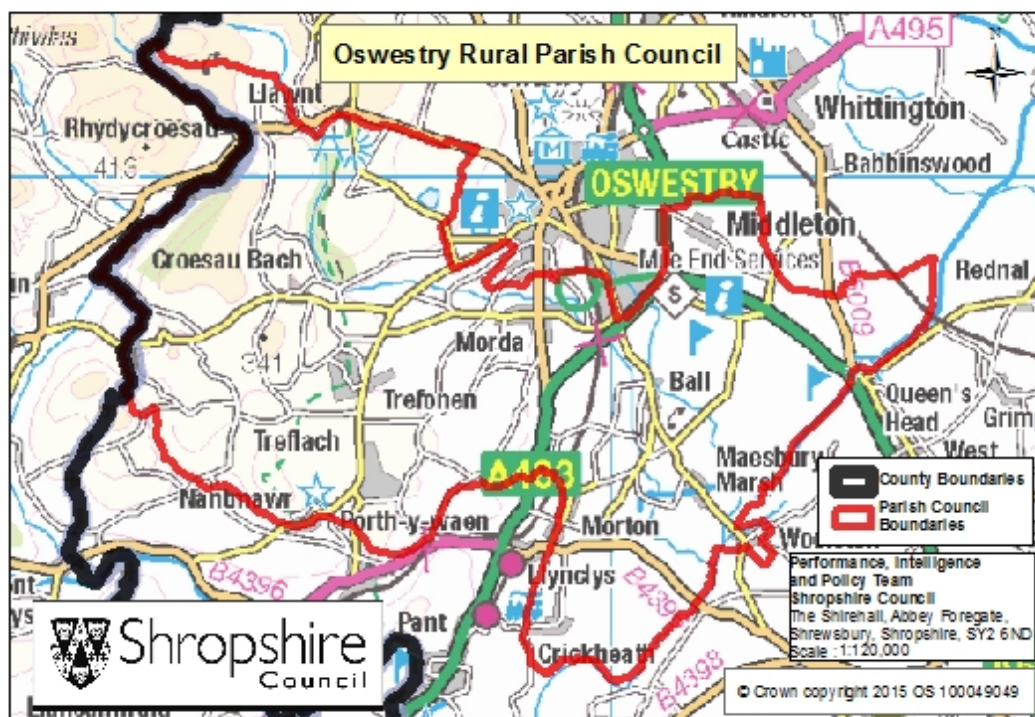 Oswestry Rural Parish Council
A495
Llawnt
Rhydycroesau
Whittington
Castle
413
Babbinswood
OSWESTRY
Middleton
Croesau Bach
Mile End Services
Rednal
B5009
S
Morda
341
Ball
Trefonen
Queen's
Head
Treflach
Grim
West
Maesbury
Marsh
A483
County Boundaries
Parish Council
Boundaries
Nantmawr
Porth-y-waen
Morton
B4396
Llynclys
Performance, Intelligence
and Policy Team
Shropshire Council
The Shirehall, Abbey Foregate,
Shrewsbury, Shropshire, SY2 6ND
Scale : 1:120,000
Pant
Crickheath
B4398
Shropshire
Council
© Crown copyright 2015 OS 100049049